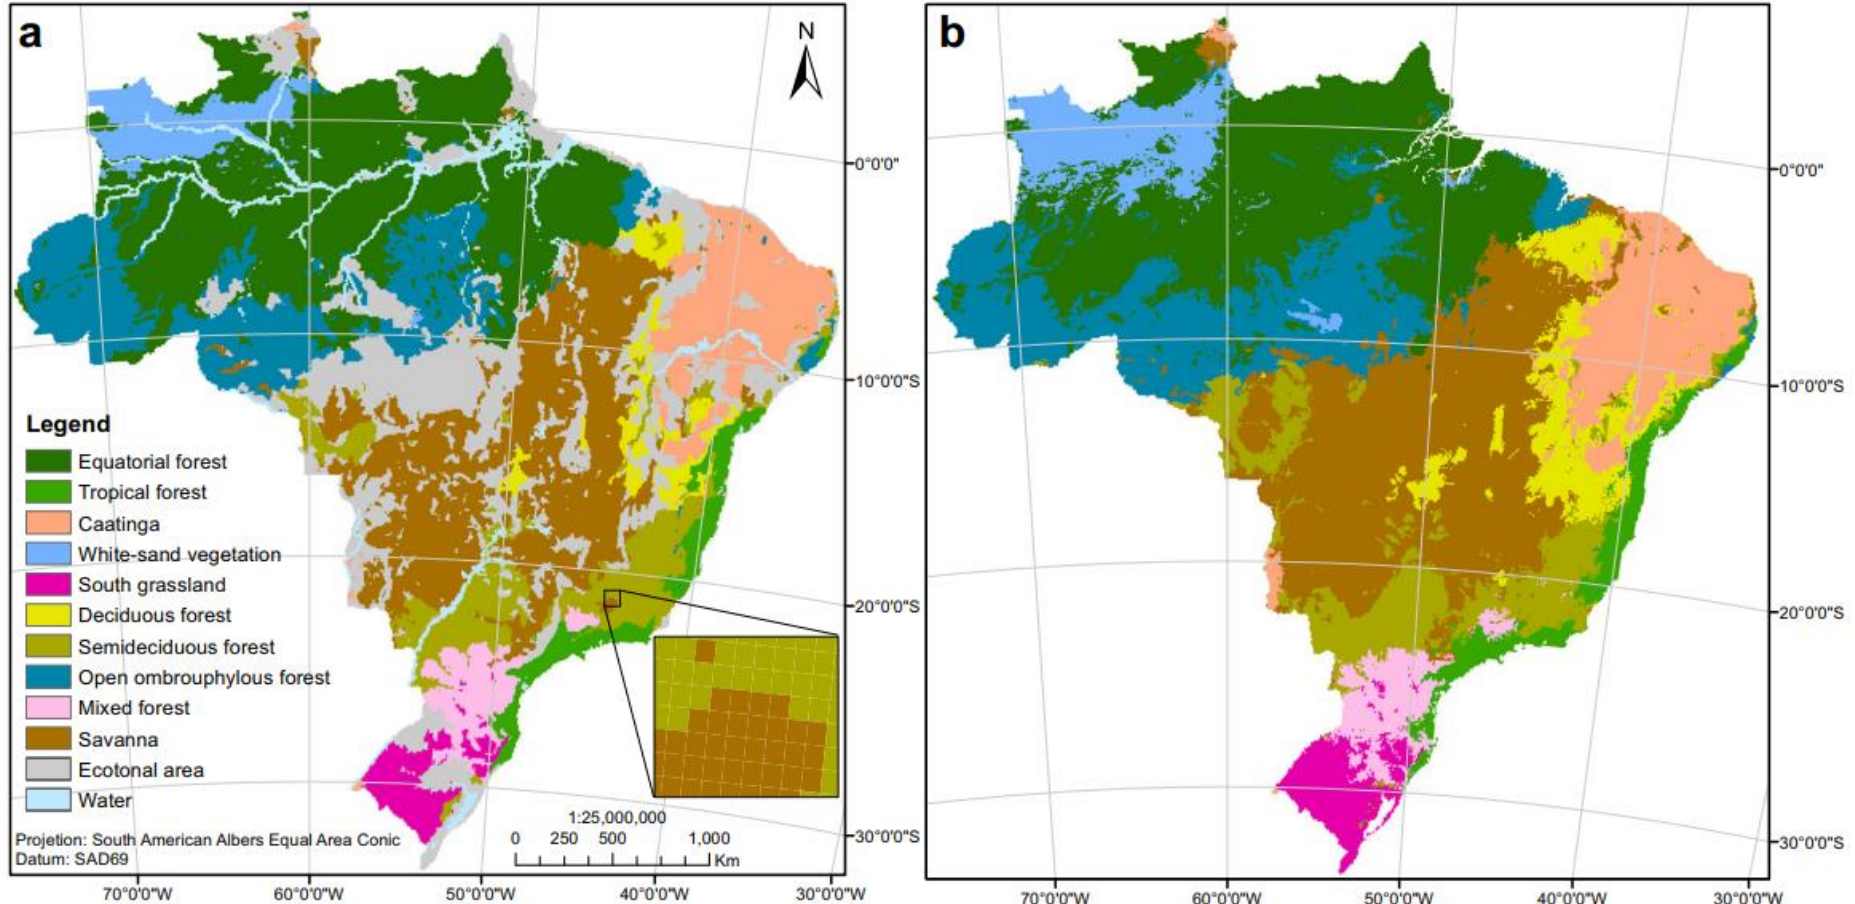 a
N
0°0'0"
10°0'0"S
20°0'0"S
30°0'0"S
Legend
Equatorial forest
Tropical forest
Caatinga
White-sand vegetation
South grassland
Deciduous forest
Semideciduous forest
Open ombrouphylous forest
Mixed forest
Savanna
Ecotonal area
Water
Projetion: South American Albers Equal Area Conic
Datum: SAD69
1:25,000,000
0 250 500 1,000
Km
70°0'0"W 60°0'0"W 50°0'0"W 40°0'0"W 30°0'0"W
b
0°0'0"
10°0'0"S
20°0'0"S
30°0'0"S
70°0'0"W 60°0'0"W 50°0'0"W 40°0'0"W 30°0'0"W